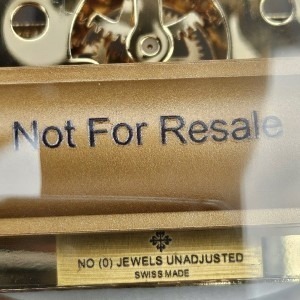 Not For Resale
NO (0) JEWELS UNADJUSTED
SWISS MADE